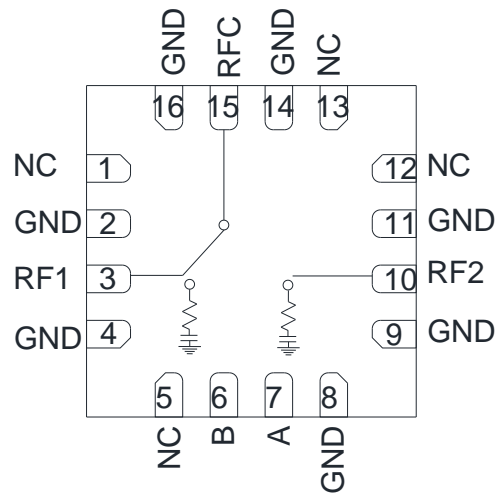 GND RFC GND NC
16 15 14 13
NC 1 12 NC
GND 2 11 GND
RF1 3 10 RF2
GND 4 9 GND
5 6 7 8
NC B A GND